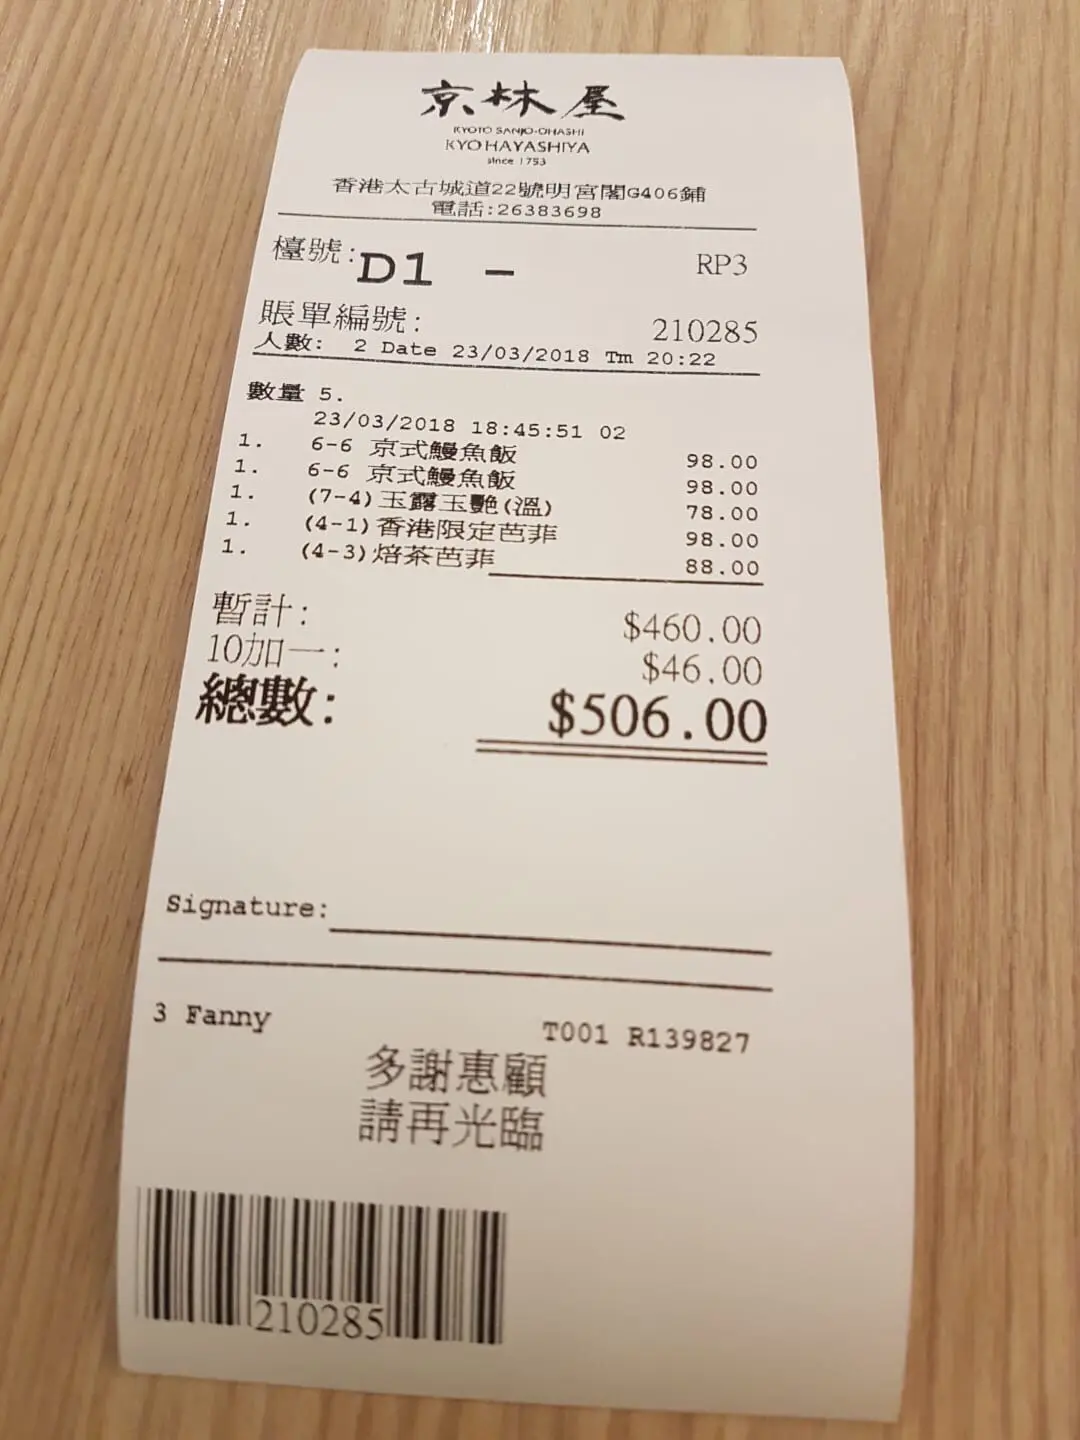 京林屋
KYOTO SANJO-OHASHI
KYO HAYASHIYA
since 1753
香港太古城道22號明宮閣G406鋪
電話:26383698
檯號:D1 - RP3
賬單編號: 210285
人數: 2 Date 23/03/2018 Tm 20:22
數量 5.
23/03/2018 18:45:51 02
1. 6-6 京式鰻魚飯 98.00
1. 6-6 京式鰻魚飯 98.00
1. (7-4)玉露玉艷(溫) 78.00
1. (4-1)香港限定芭菲 98.00
1. (4-3)焙茶芭菲 88.00
暫計: $460.00
10加一: $46.00
總數: $506.00
Signature:
3 Fanny T001 R139827
多謝惠顧
請再光臨
210285